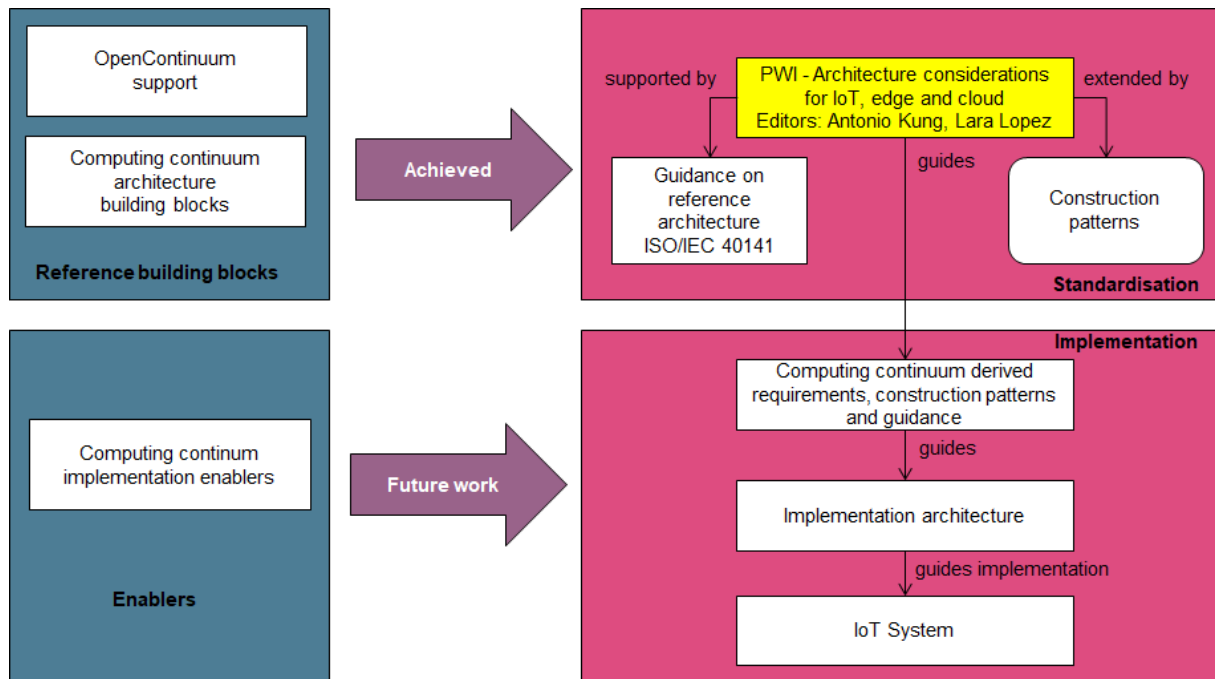 OpenContinuum
support
Computing continuum
architecture
building blocks
Reference building blocks
Achieved
supported by
PWI - Architecture considerations
for IoT, edge and cloud
Editors: Antonio Kung, Lara Lopez
extended by
guides
Guidance on
reference
architecture
ISO/IEC 40141
Construction
patterns
Standardisation
Computing continum
implementation enablers
Enablers
Future work
Implementation
Computing continuum derived
requirements, construction patterns
and guidance
guides
Implementation architecture
guides implementation
IoT System